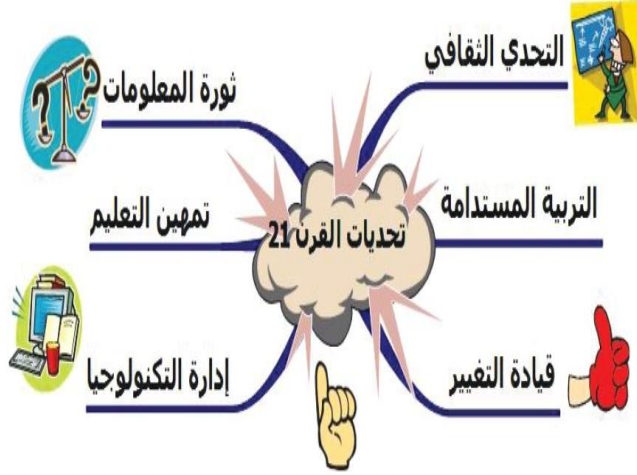 التحدي الثقافي
ثورة المعلومات
التربية المستدامة
تحديات القرن 21
تمهين التعليم
قيادة التغيير
إدارة التكنولوجيا